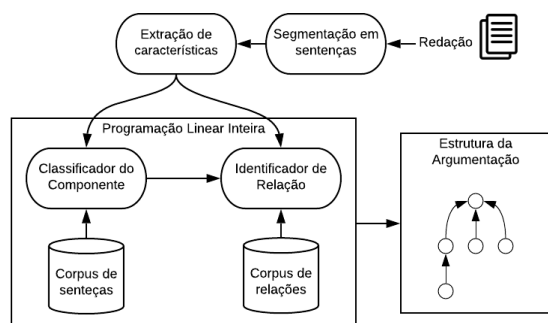 Extração de
características
Segmentação em
sentenças
Redação
Programação Linear Inteira
Classificador do
Componente
Identificador de
Relação
Corpus de
senteças
Corpus de
relações
Estrutura da
Argumentação